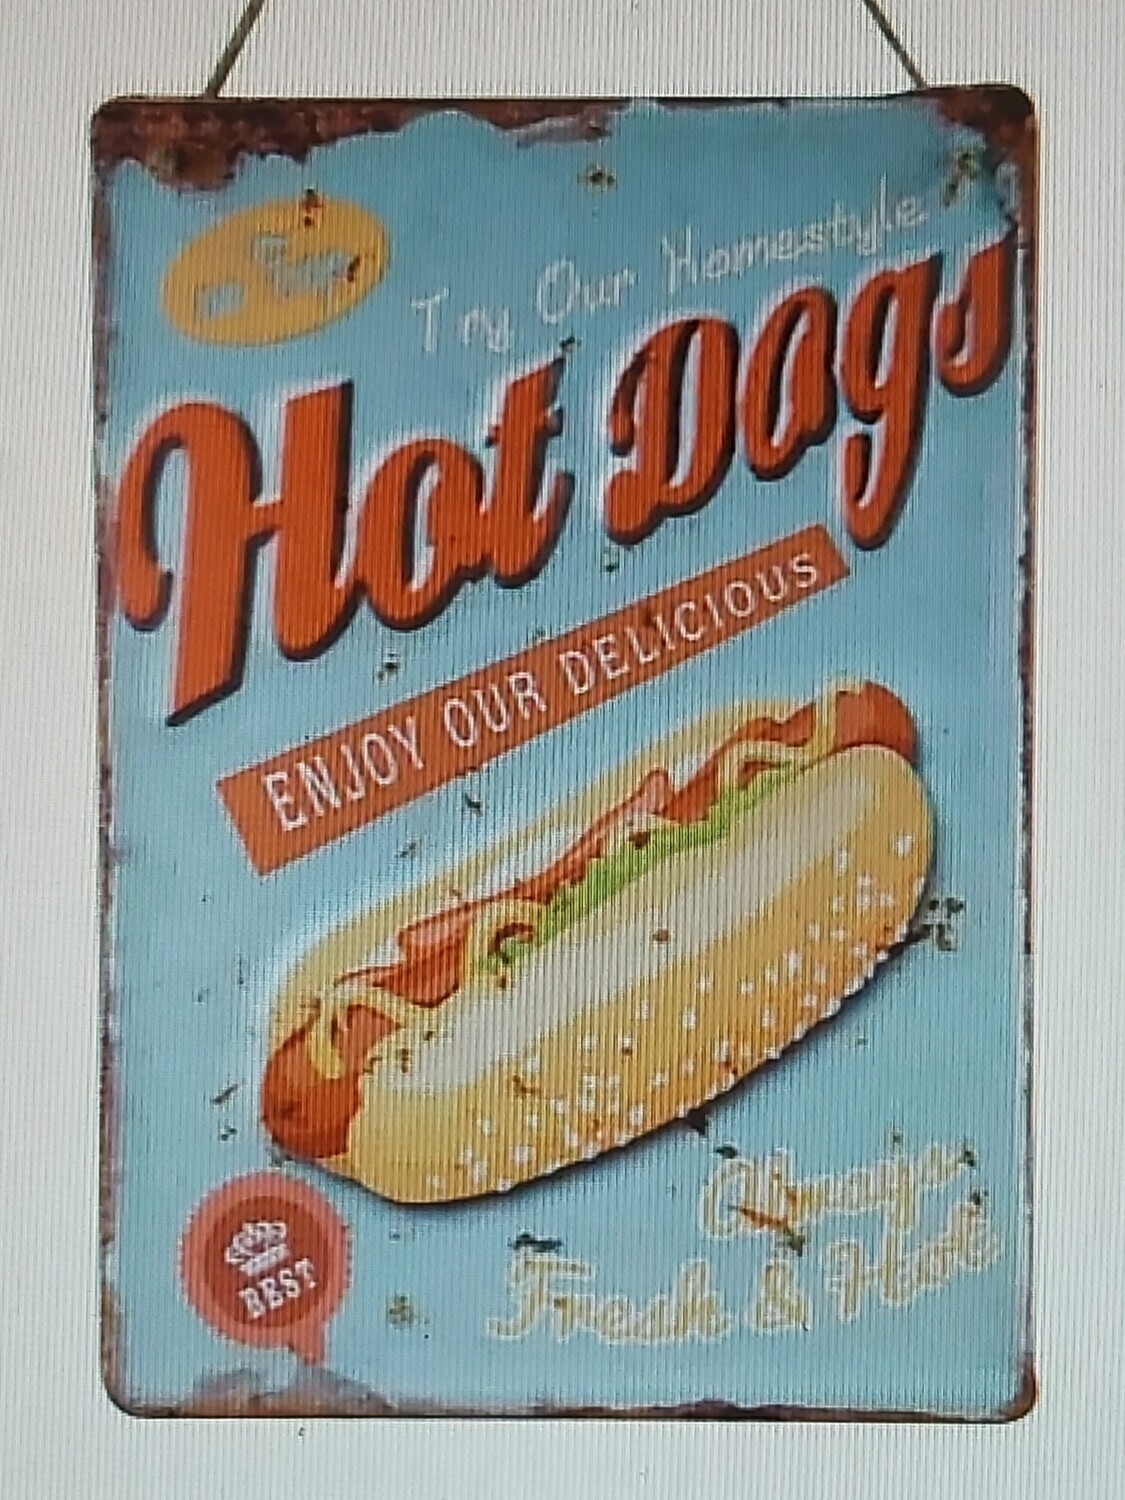 Try Our Homestyle
Hot Dogs
ENJOY OUR DELICIOUS
Always
Fresh & Hot
BEST